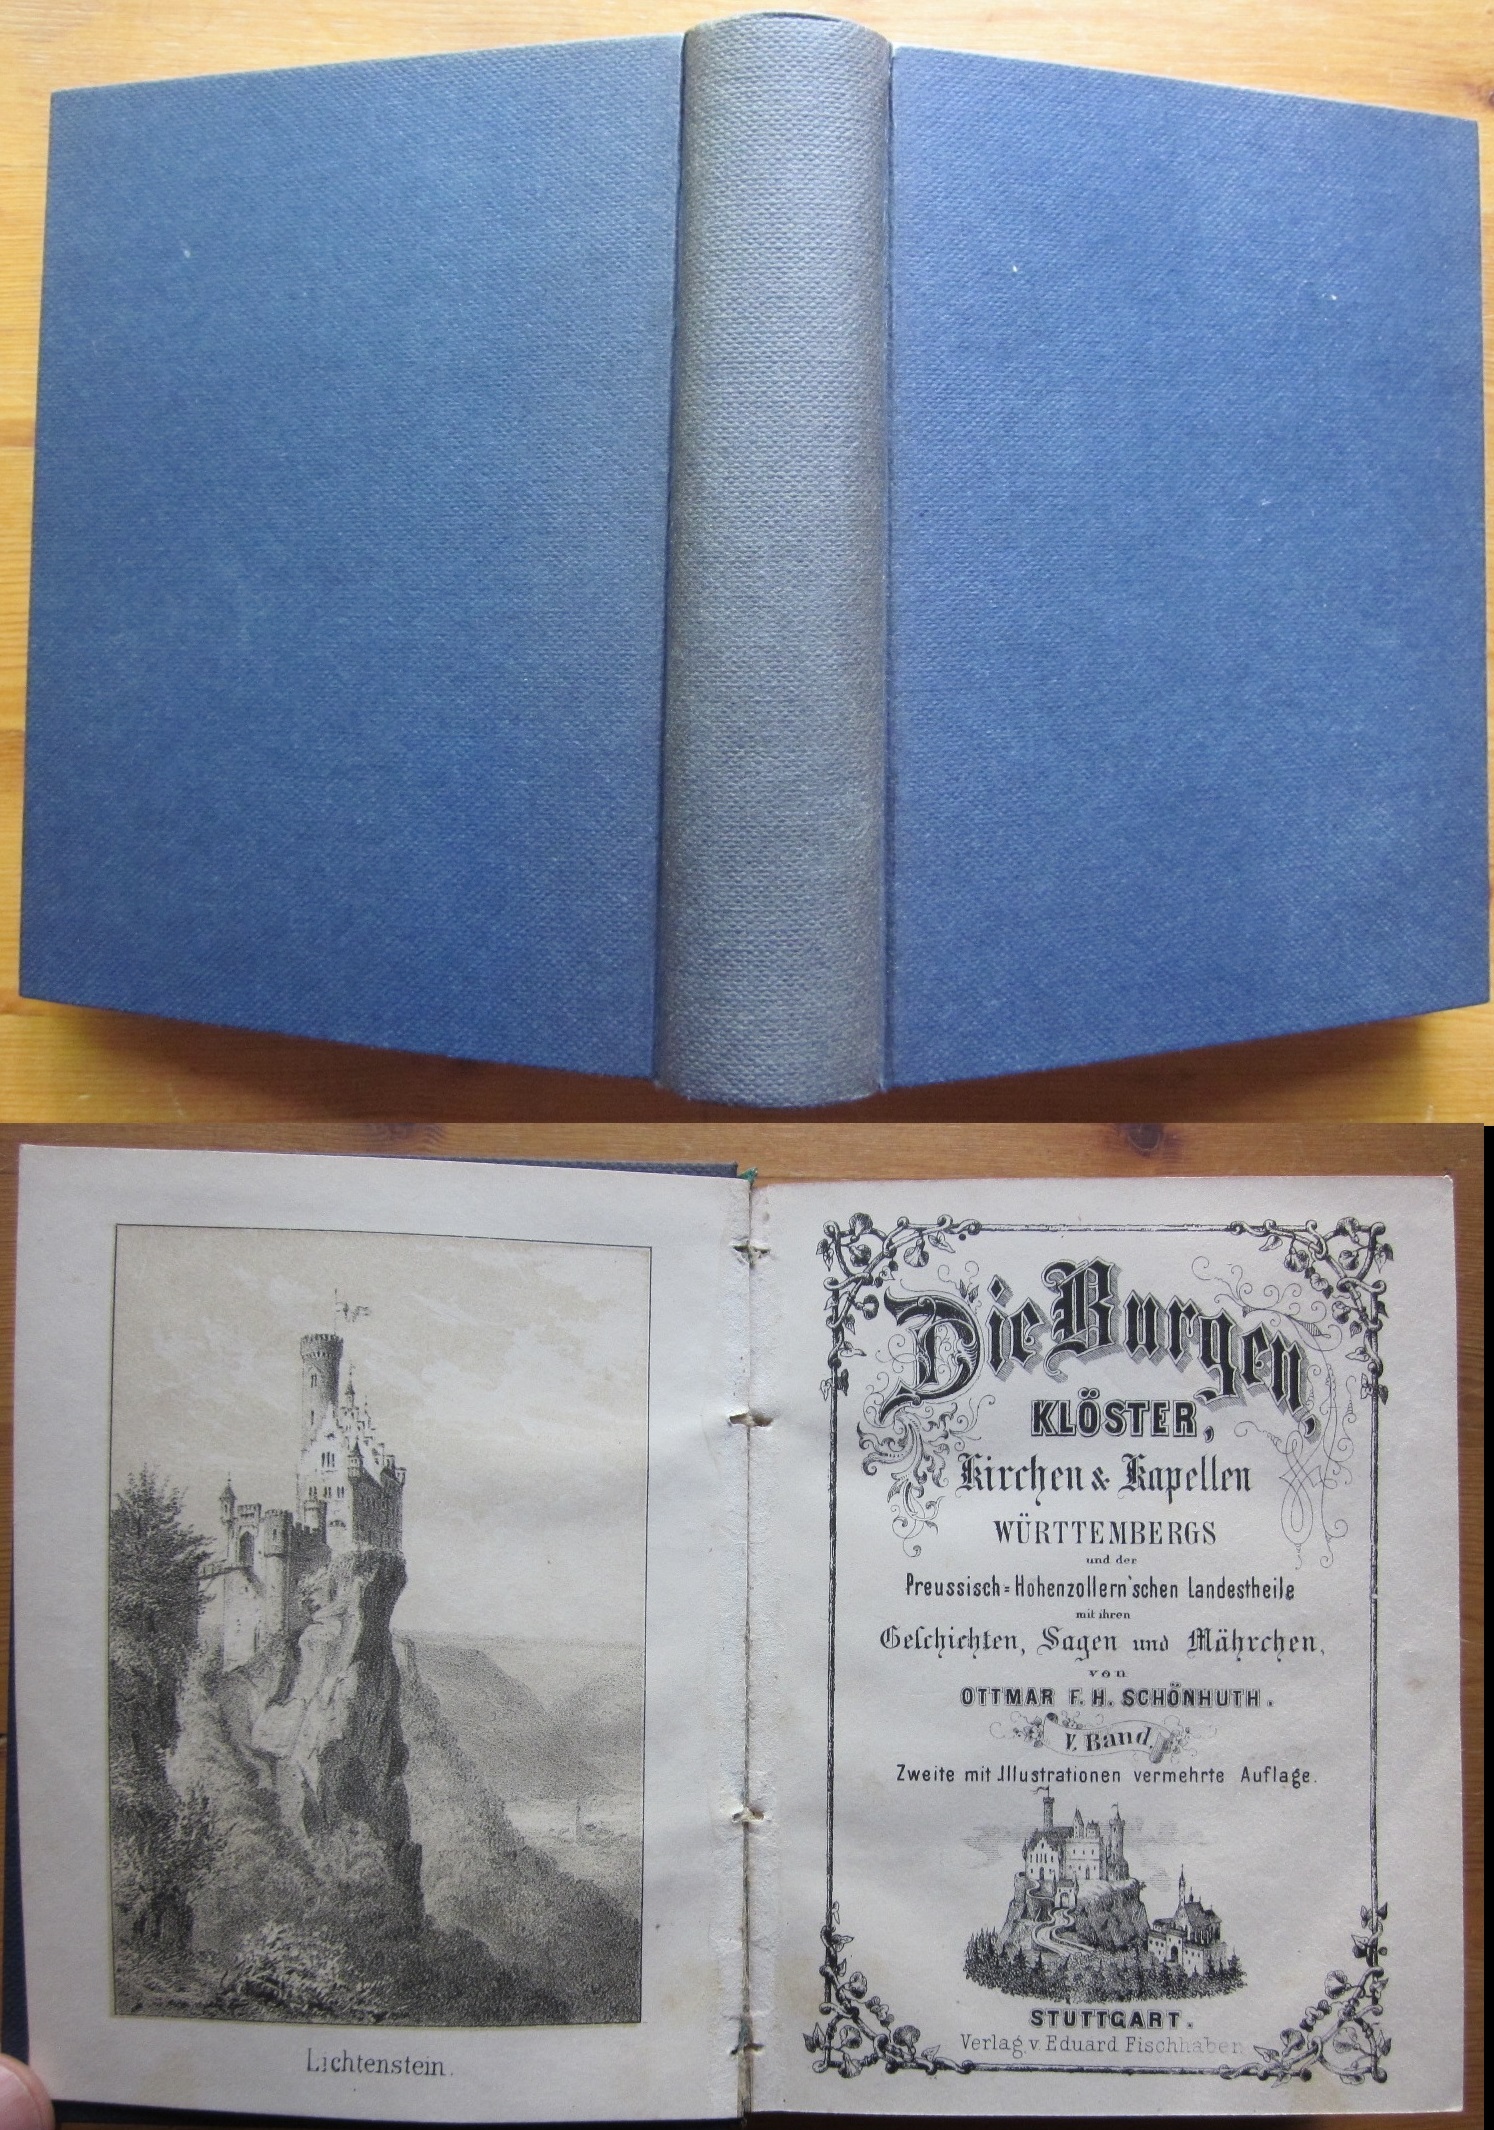 Lichtenstein.
Die Burgen,
KLÖSTER,
Kirchen & Kapellen
WÜRTTEMBERGS
und der
Preussisch=Hohenzollern'schen Landestheile
mit ihren
Geschichten, Sagen und Mährchen,
von
OTTMAR F. H. SCHÖNHUTH.
V. Band.
Zweite mit Illustrationen vermehrte Auflage.
STUTTGART.
Verlag v. Eduard Fischhaber